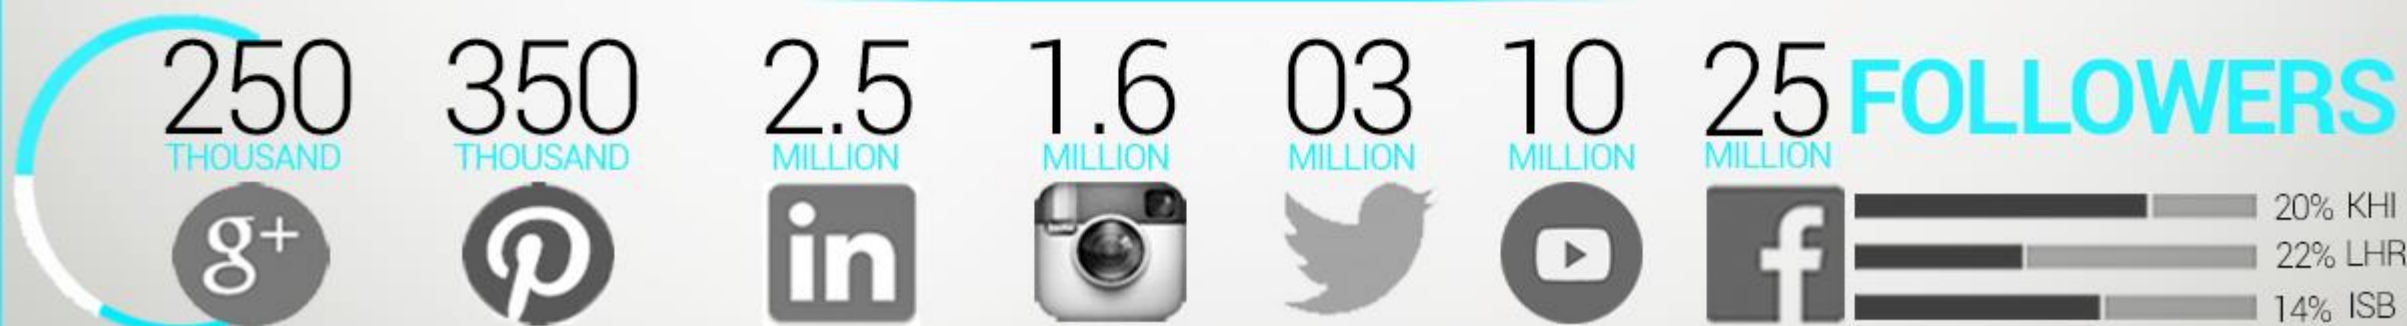 250 350 2.5 1.6 03 10 25 FOLLOWERS
THOUSAND THOUSAND MILLION MILLION MILLION MILLION MILLION
g+ in f
20% KHI
22% LHR
14% ISB